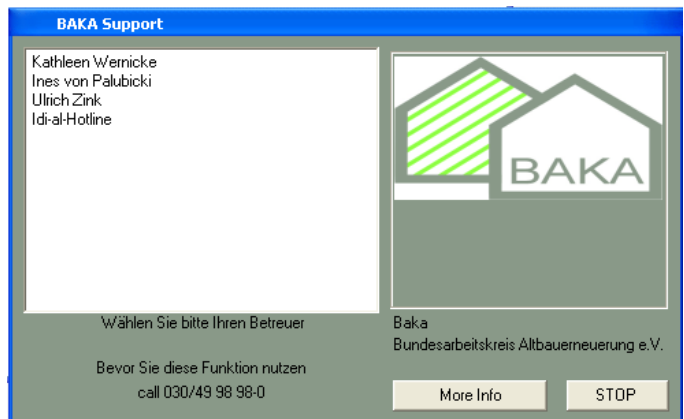 BAKA Support
Kathleen Wernicke
Ines von Palubicki
Ulrich Zink
Idi-al-Hotline
Wählen Sie bitte Ihren Betreuer
Bevor Sie diese Funktion nutzen
call 030/49 98 98-0
BAKA
Baka
Bundesarbeitskreis Altbauerneuerung e.V.
More Info
STOP